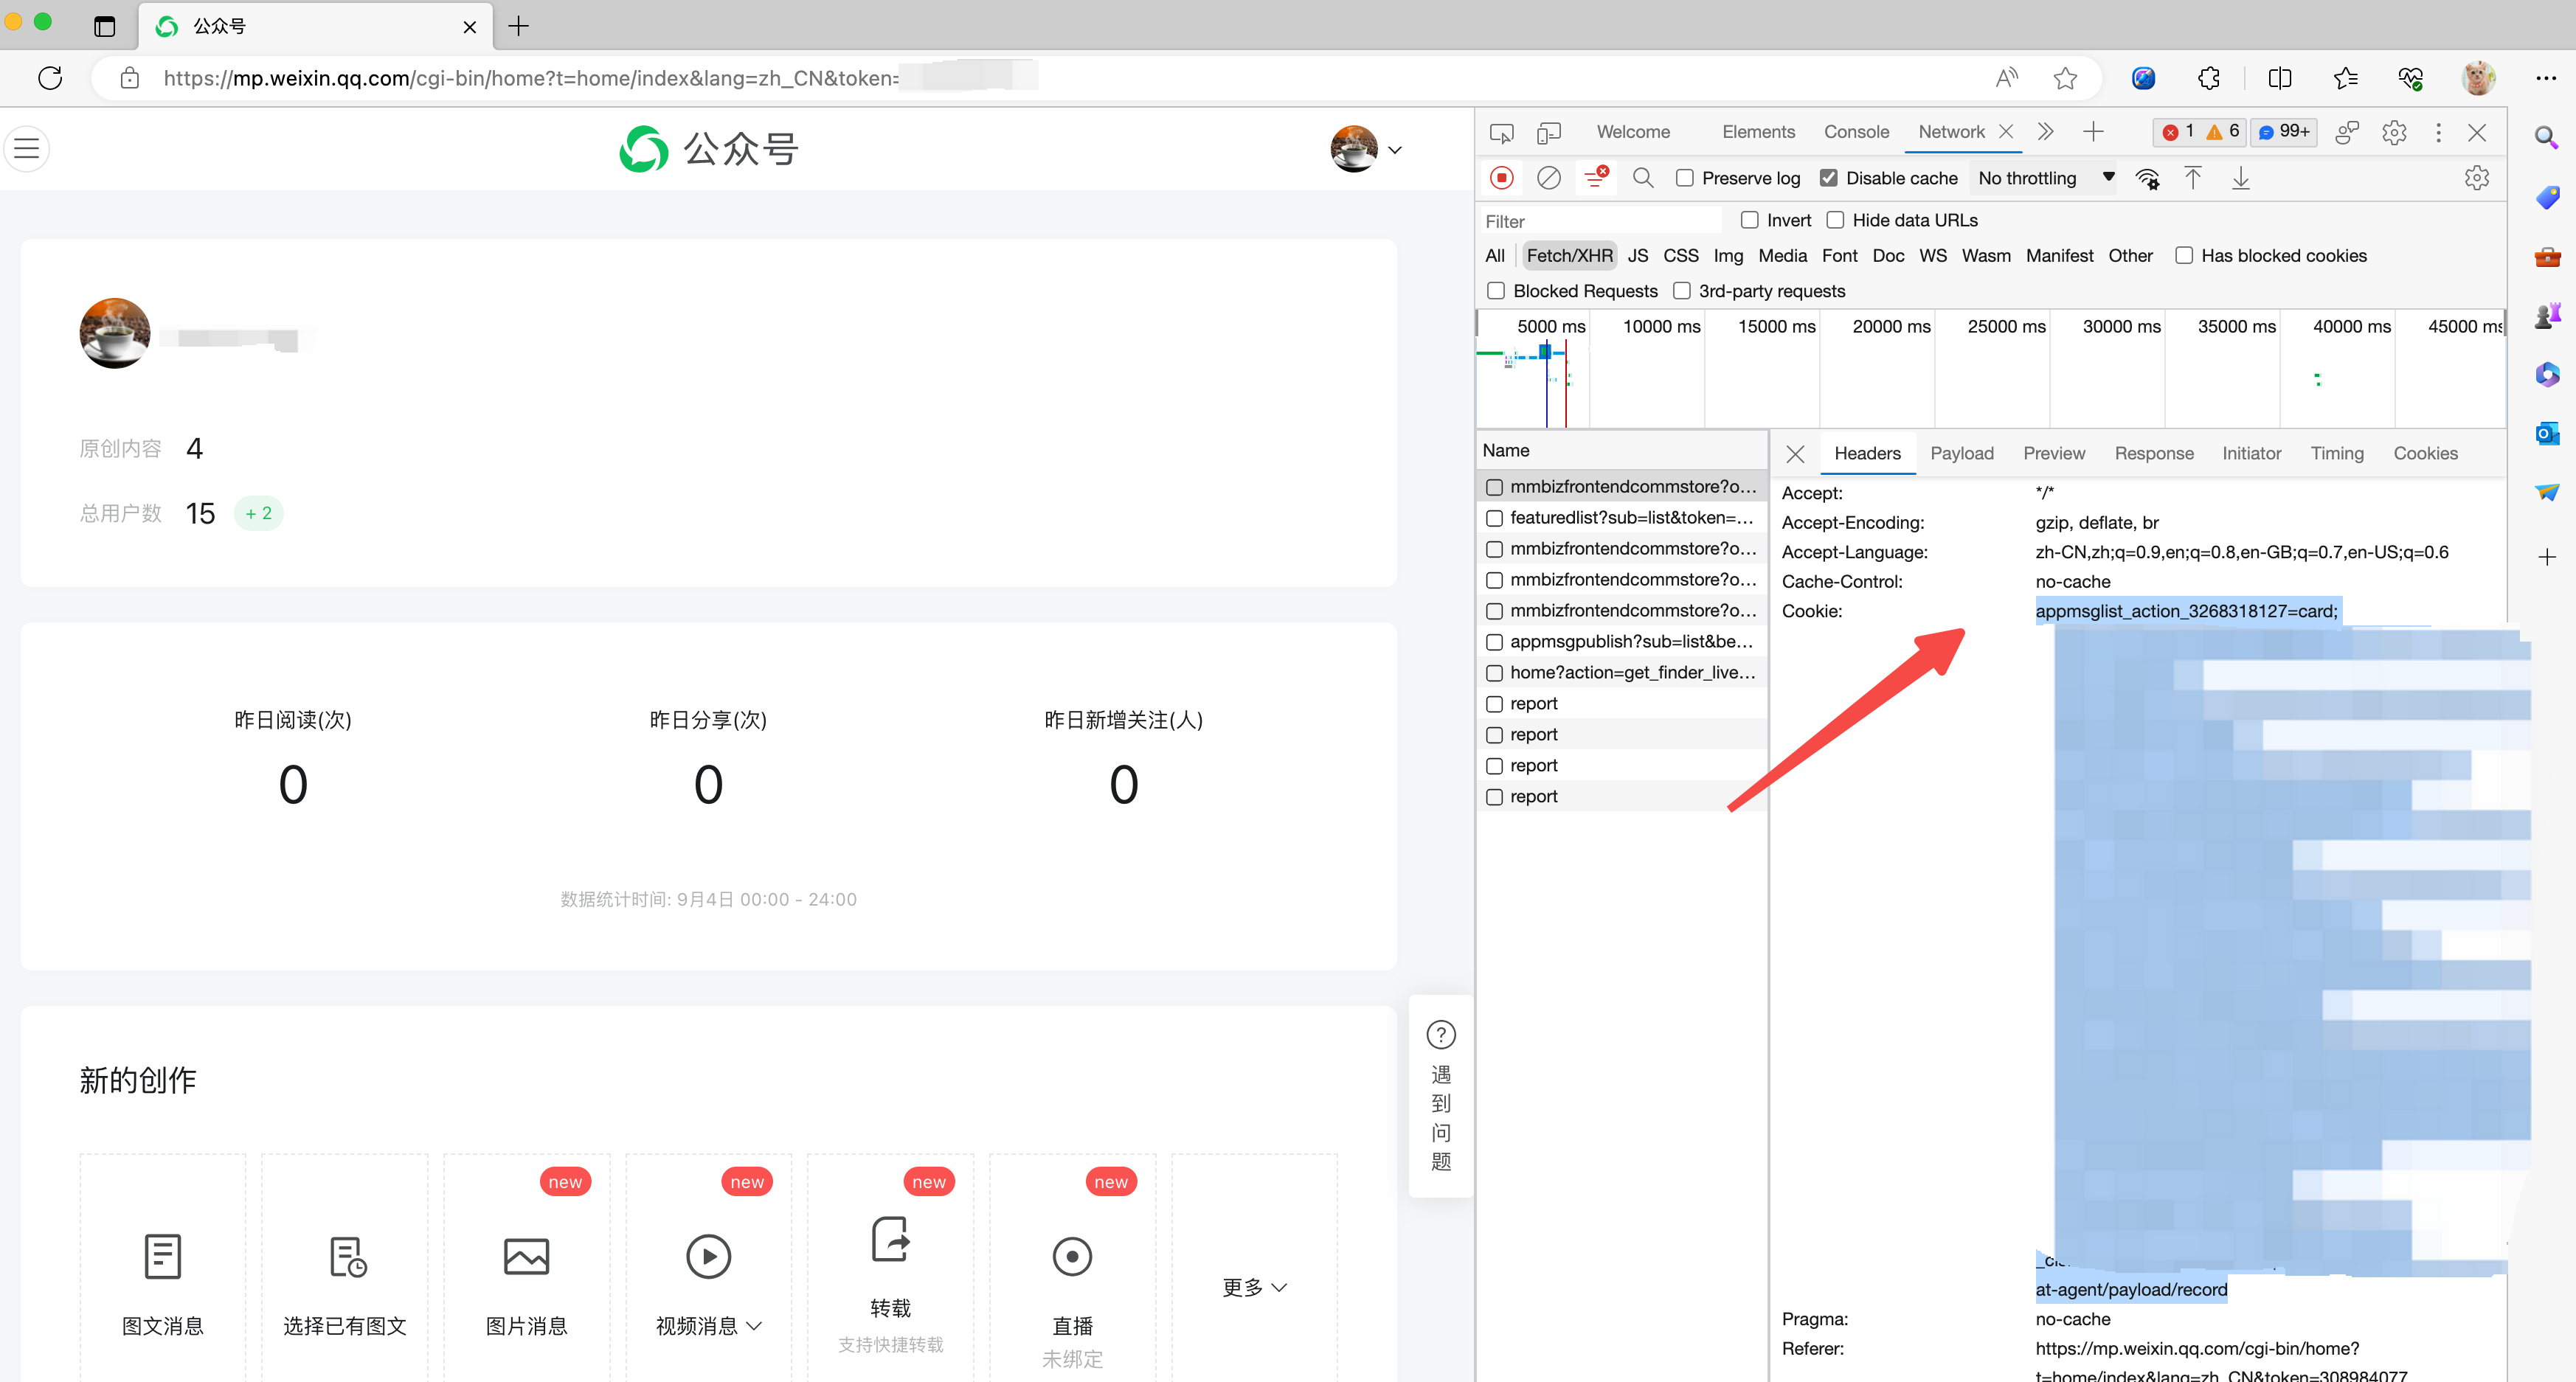 公众号
https://mp.weixin.qq.com/cgi-bin/home?t=home/index&lang=zh_CN&token=
公众号
原创内容 4
总用户数 15 + 2
昨日阅读(次) 昨日分享(次) 昨日新增关注(人)
0 0 0
数据统计时间: 9月4日 00:00 - 24:00
新的创作
new new new new
图文消息 选择已有图文 图片消息 视频消息 转载 直播 更多
支持快捷转载 未绑定
遇到问题
Welcome Elements Console Network 1 6 99+
Preserve log Disable cache No throttling
Filter Invert Hide data URLs
All Fetch/XHR JS CSS Img Media Font Doc WS Wasm Manifest Other Has blocked cookies
Blocked Requests 3rd-party requests
5000 ms 10000 ms 15000 ms 20000 ms 25000 ms 30000 ms 35000 ms 40000 ms 45000 ms
Name
mmbizfrontendcommstore?o...
featuredlist?sub=list&token=...
mmbizfrontendcommstore?o...
mmbizfrontendcommstore?o...
mmbizfrontendcommstore?o...
appmsgpublish?sub=list&be...
home?action=get_finder_live...
report
report
report
report
Headers Payload Preview Response Initiator Timing Cookies
Accept: */*
Accept-Encoding: gzip, deflate, br
Accept-Language: zh-CN,zh;q=0.9,en;q=0.8,en-GB;q=0.7,en-US;q=0.6
Cache-Control: no-cache
Cookie: appmsglist_action_3268318127=card;
at-agent/payload/record
Pragma: no-cache
Referer: https://mp.weixin.qq.com/cgi-bin/home?
t=home/index&lang=zh_CN&token=308984077